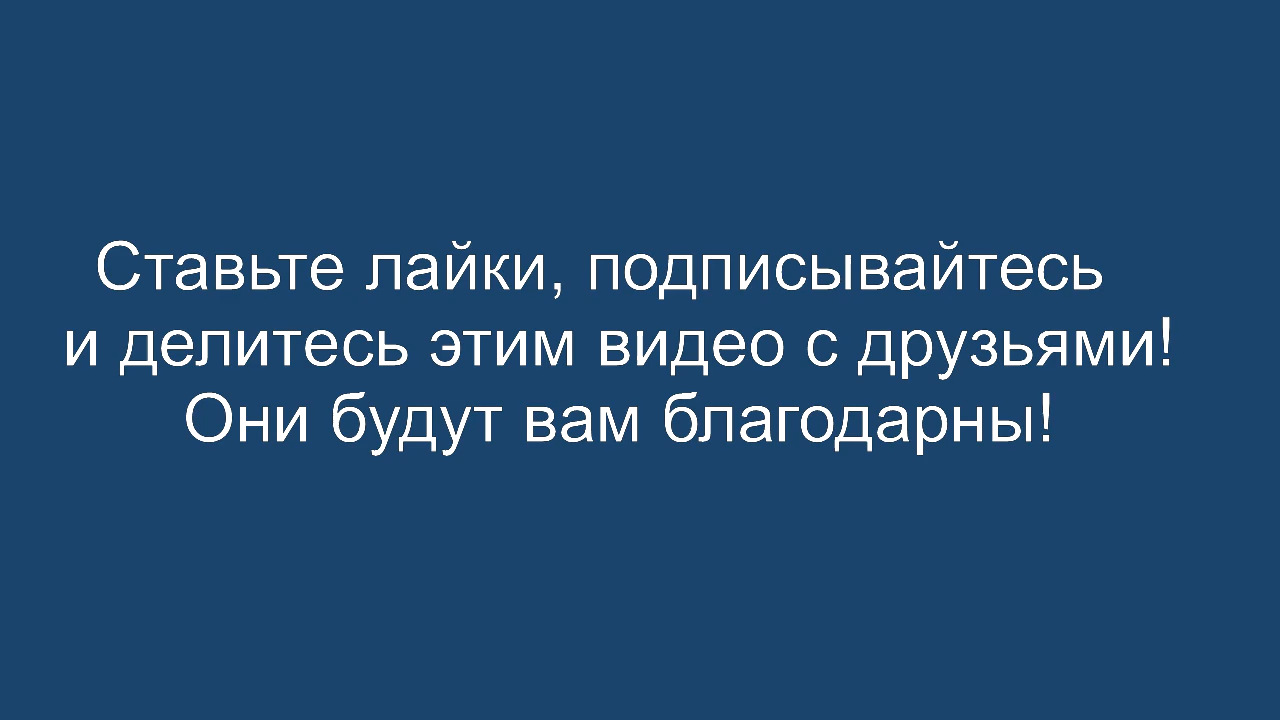 Ставьте лайки, подписывайтесь
и делитесь этим видео с друзьями!
Они будут вам благодарны!